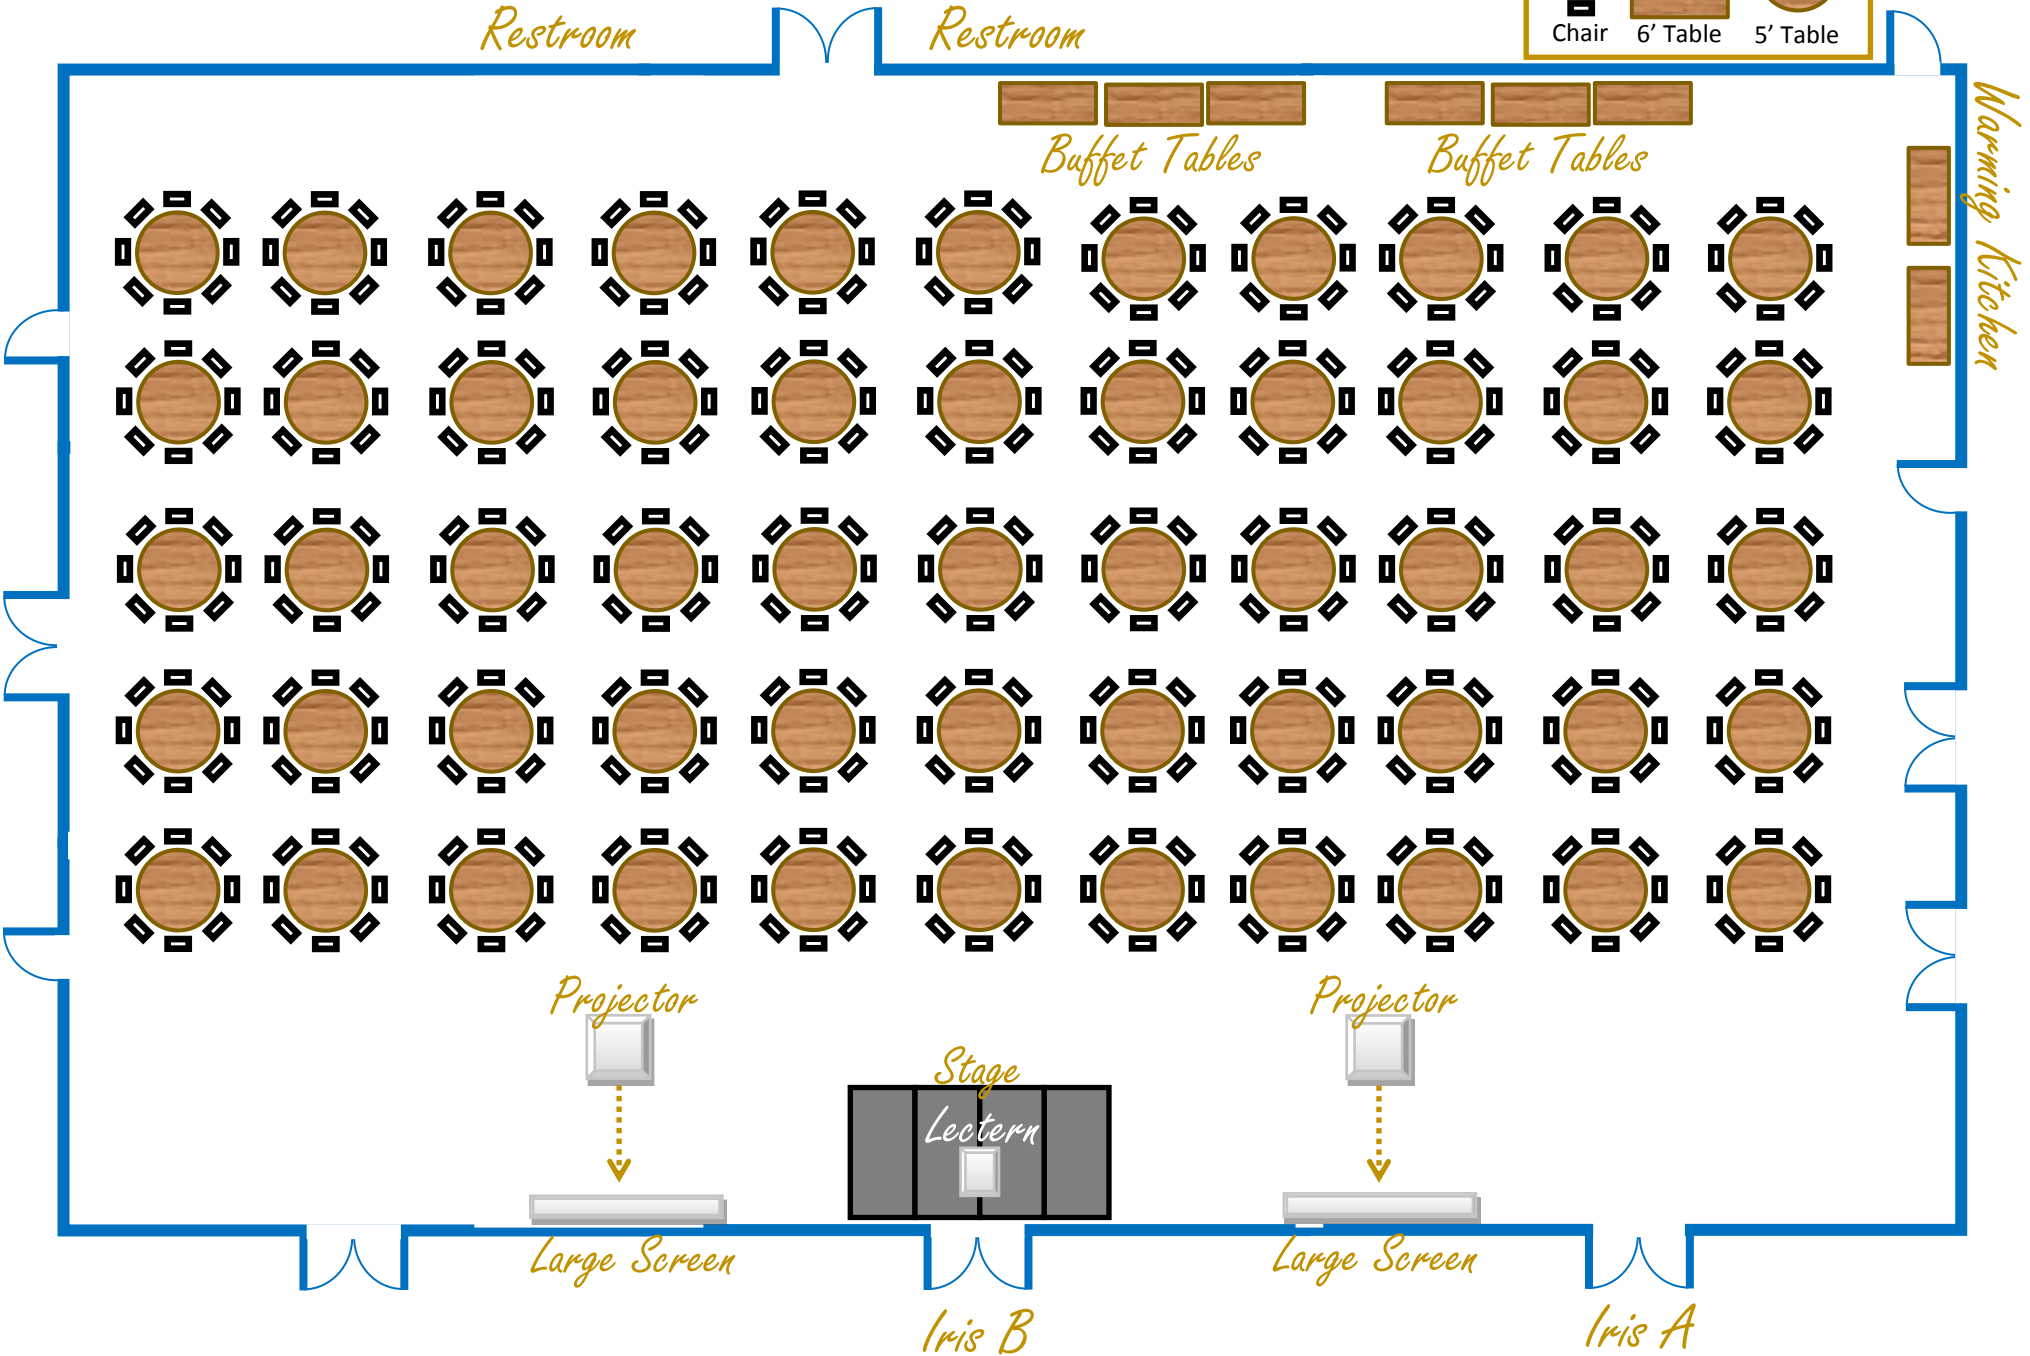 Restroom
Restroom
Chair
6’ Table
5’ Table
Buffet Tables
Buffet Tables
Warming Kitchen
Projector
Projector
Stage
Lectern
Large Screen
Large Screen
Iris B
Iris A